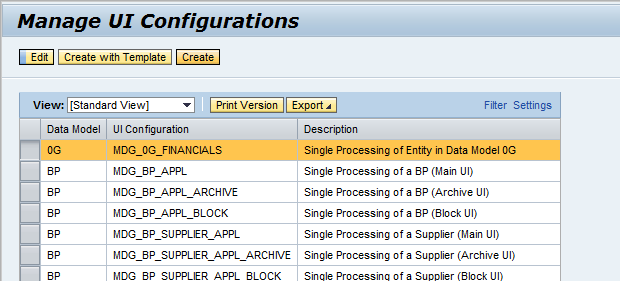 Manage UI Configurations
Edit Create with Template Create
View: [Standard View] Print Version Export Filter Settings
Data Model UI Configuration Description
0G MDG_0G_FINANCIALS Single Processing of Entity in Data Model 0G
BP MDG_BP_APPL Single Processing of a BP (Main UI)
BP MDG_BP_APPL_ARCHIVE Single Processing of a BP (Archive UI)
BP MDG_BP_APPL_BLOCK Single Processing of a BP (Block UI)
BP MDG_BP_SUPPLIER_APPL Single Processing of a Supplier (Main UI)
BP MDG_BP_SUPPLIER_APPL_ARCHIVE Single Processing of a Supplier (Archive UI)
BP MDG_BP_SUPPLIER_APPL_BLOCK Single Processing of a Supplier (Block UI)